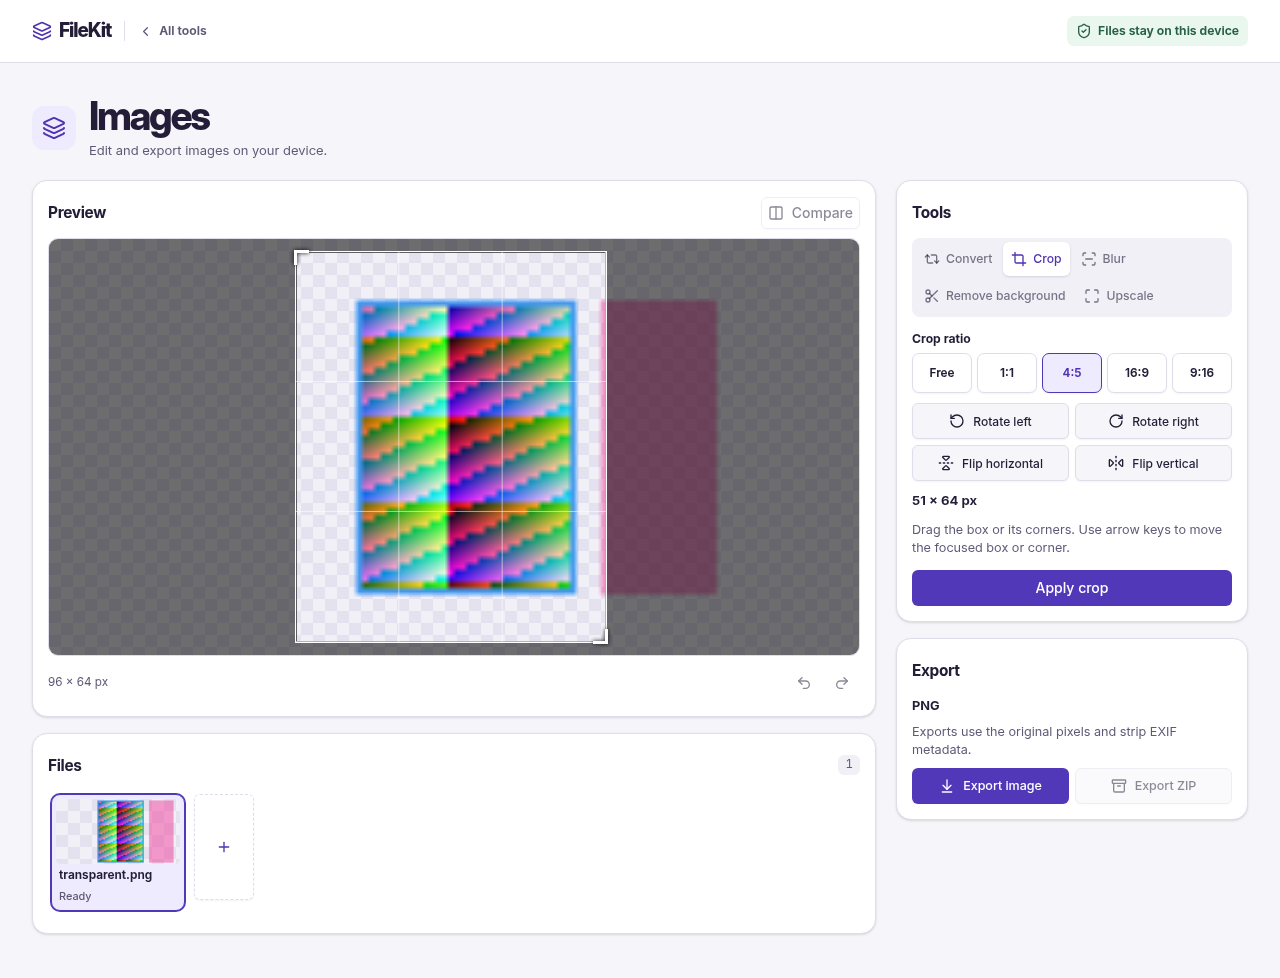 FileKit
All tools
Files stay on this device
Images
Edit and export images on your device.
Preview
Compare
96 × 64 px
Files
1
transparent.png
Ready
+
Tools
Convert
Crop
Blur
Remove background
Upscale
Crop ratio
Free
1:1
4:5
16:9
9:16
Rotate left
Rotate right
Flip horizontal
Flip vertical
51 × 64 px
Drag the box or its corners. Use arrow keys to move
the focused box or corner.
Apply crop
Export
PNG
Exports use the original pixels and strip EXIF
metadata.
Export image
Export ZIP